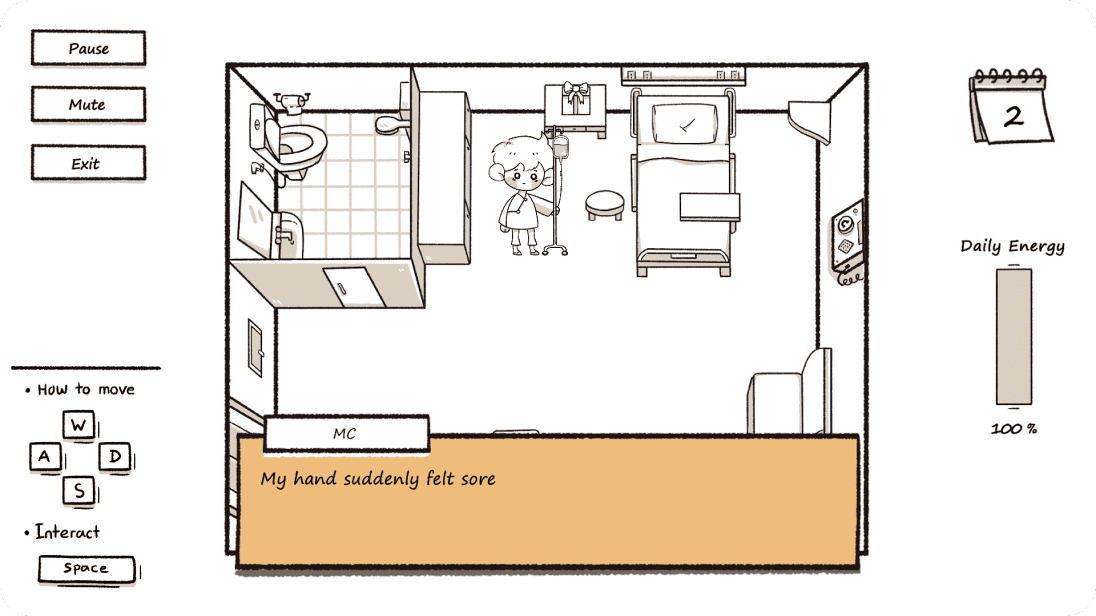 Pause
Mute
Exit
2
Daily Energy
100 %
• How to move
W
A
D
S
• Interact
Space
MC
My hand suddenly felt sore